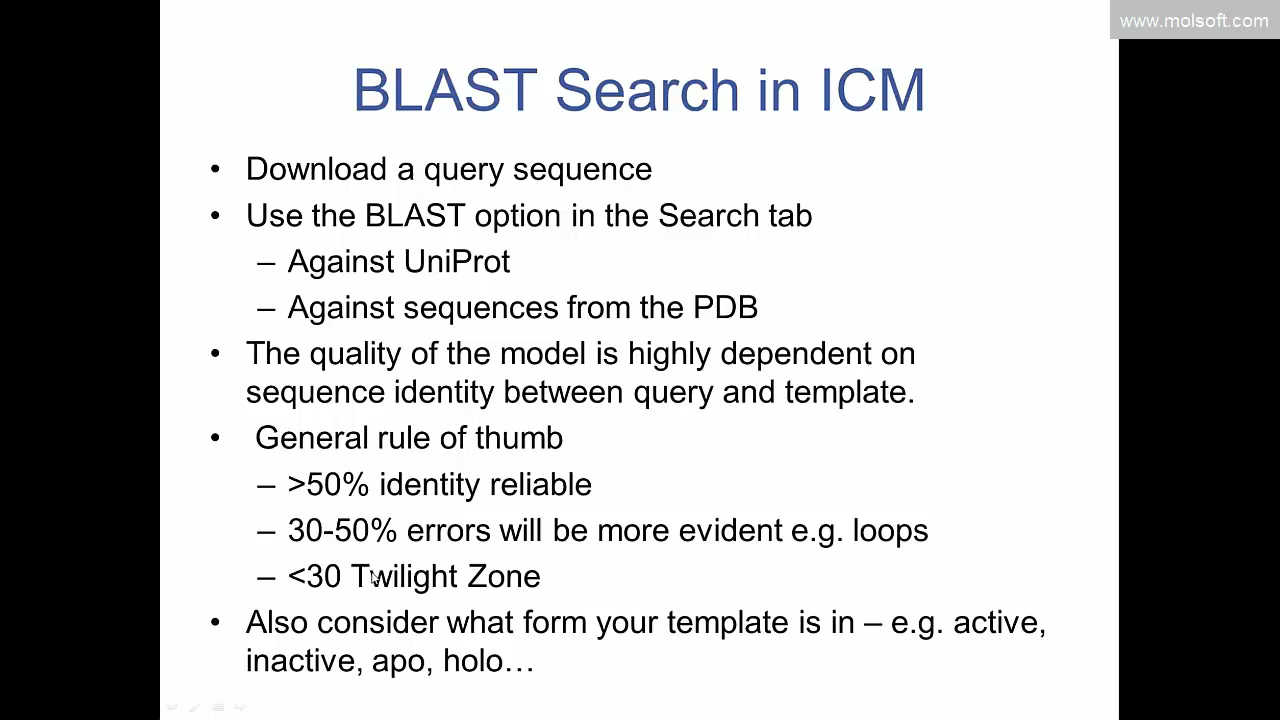 www.molsoft.com
BLAST Search in ICM
• Download a query sequence
• Use the BLAST option in the Search tab
– Against UniProt
– Against sequences from the PDB
• The quality of the model is highly dependent on
sequence identity between query and template.
• General rule of thumb
– >50% identity reliable
– 30-50% errors will be more evident e.g. loops
– <30 Twilight Zone
• Also consider what form your template is in – e.g. active,
inactive, apo, holo…